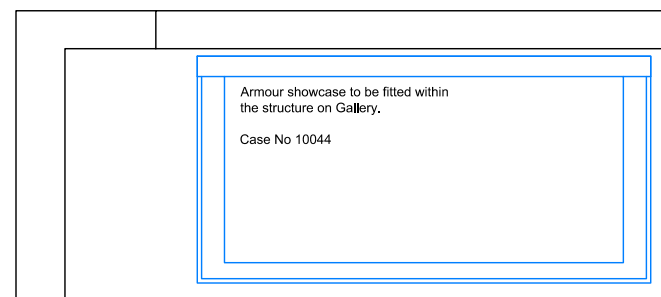 Armour showcase to be fitted within
the structure on Gallery.
Case No 10044